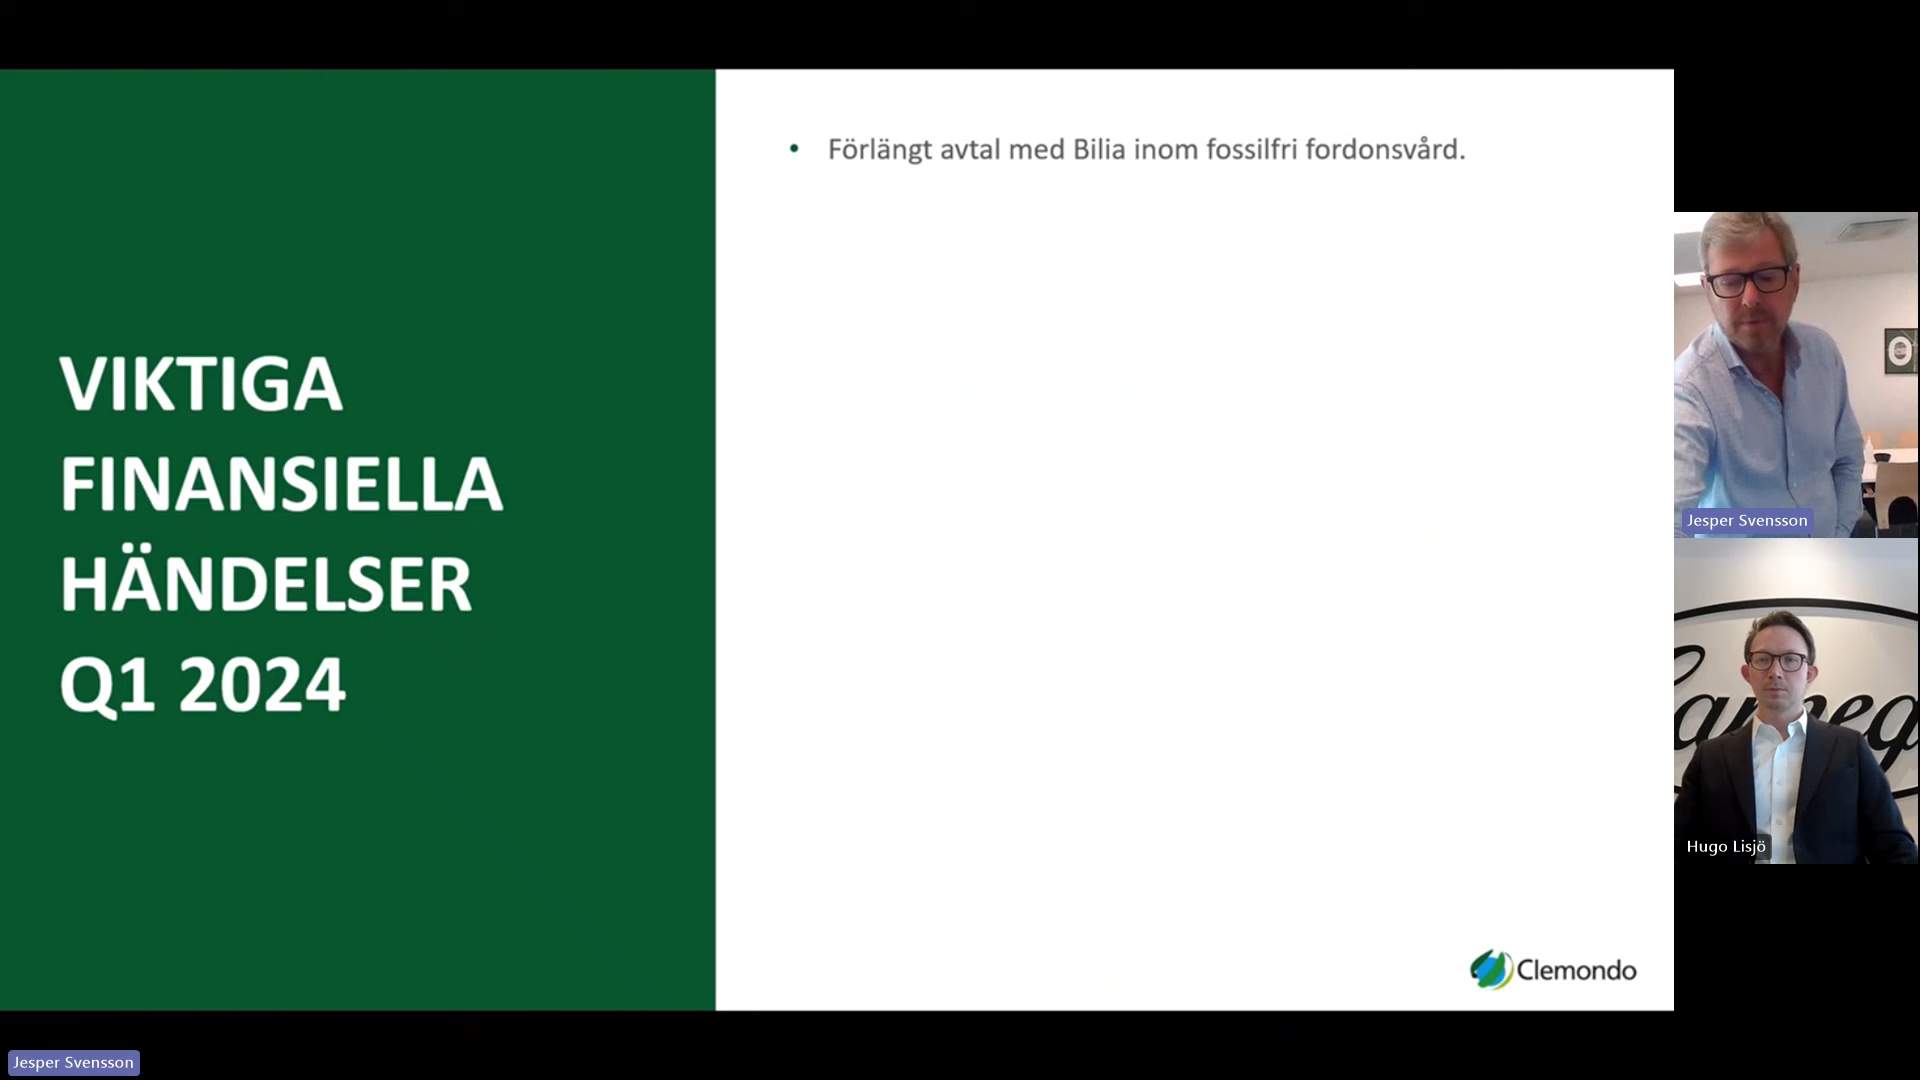 VIKTIGA
FINANSIELLA
HÄNDELSER
Q1 2024
• Förlängt avtal med Bilia inom fossilfri fordonsvård.
Clemondo
Jesper Svensson
Hugo Lisjö
Jesper Svensson